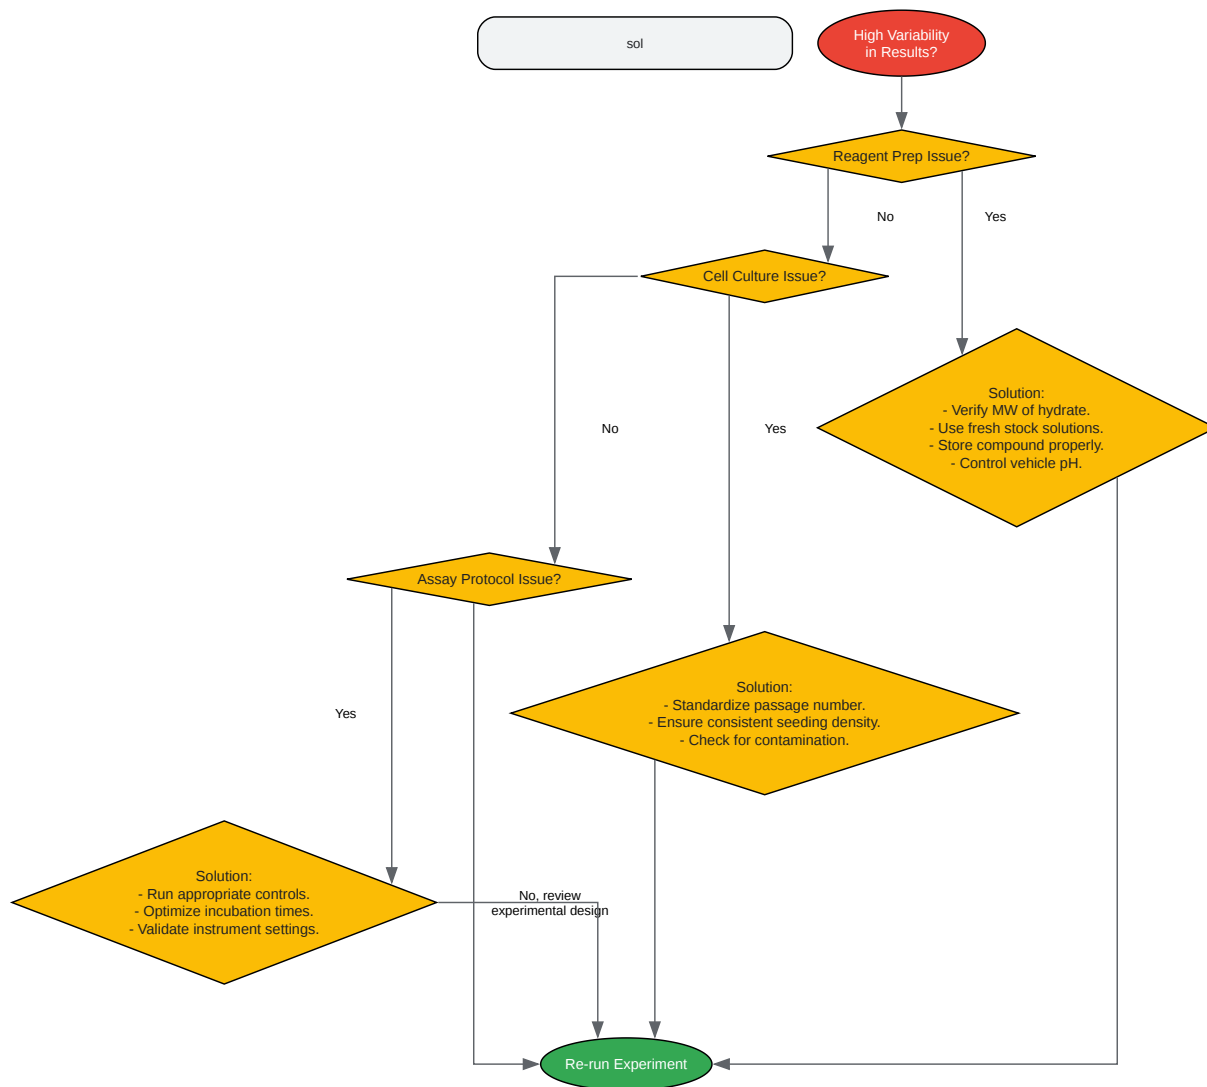 sol
High Variability
in Results?
Reagent Prep Issue?
No
Yes
Cell Culture Issue?
Solution:
- Verify MW of hydrate.
- Use fresh stock solutions.
- Store compound properly.
- Control vehicle pH.
No
Yes
Assay Protocol Issue?
Solution:
- Standardize passage number.
- Ensure consistent seeding density.
- Check for contamination.
Yes
Solution:
- Run appropriate controls.
- Optimize incubation times.
- Validate instrument settings.
No, review
experimental design
Re-run Experiment